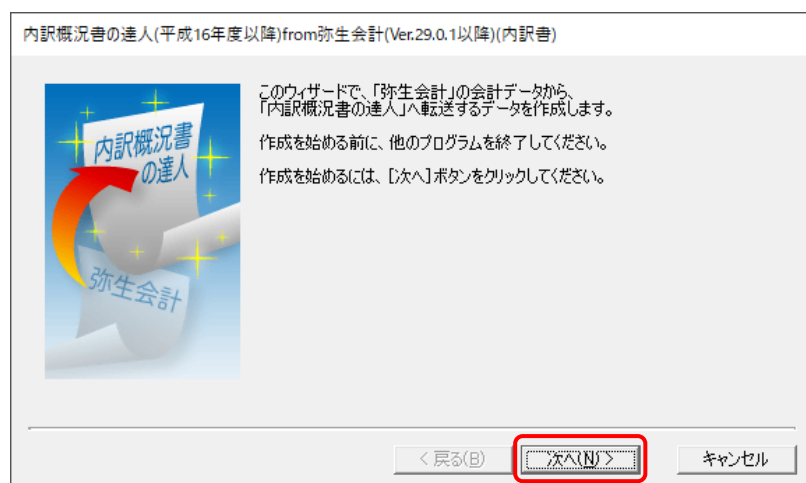 内訳概況書の達人(平成16年度以降)from弥生会計(Ver.29.0.1以降)(内訳書)
内訳概況書
の達人
弥生会計
このウィザードで、「弥生会計」の会計データから、
「内訳概況書の達人」へ転送するデータを作成します。
作成を始める前に、他のプログラムを終了してください。
作成を始めるには、[次へ]ボタンをクリックしてください。
< 戻る(B)
次へ(N) >
キャンセル